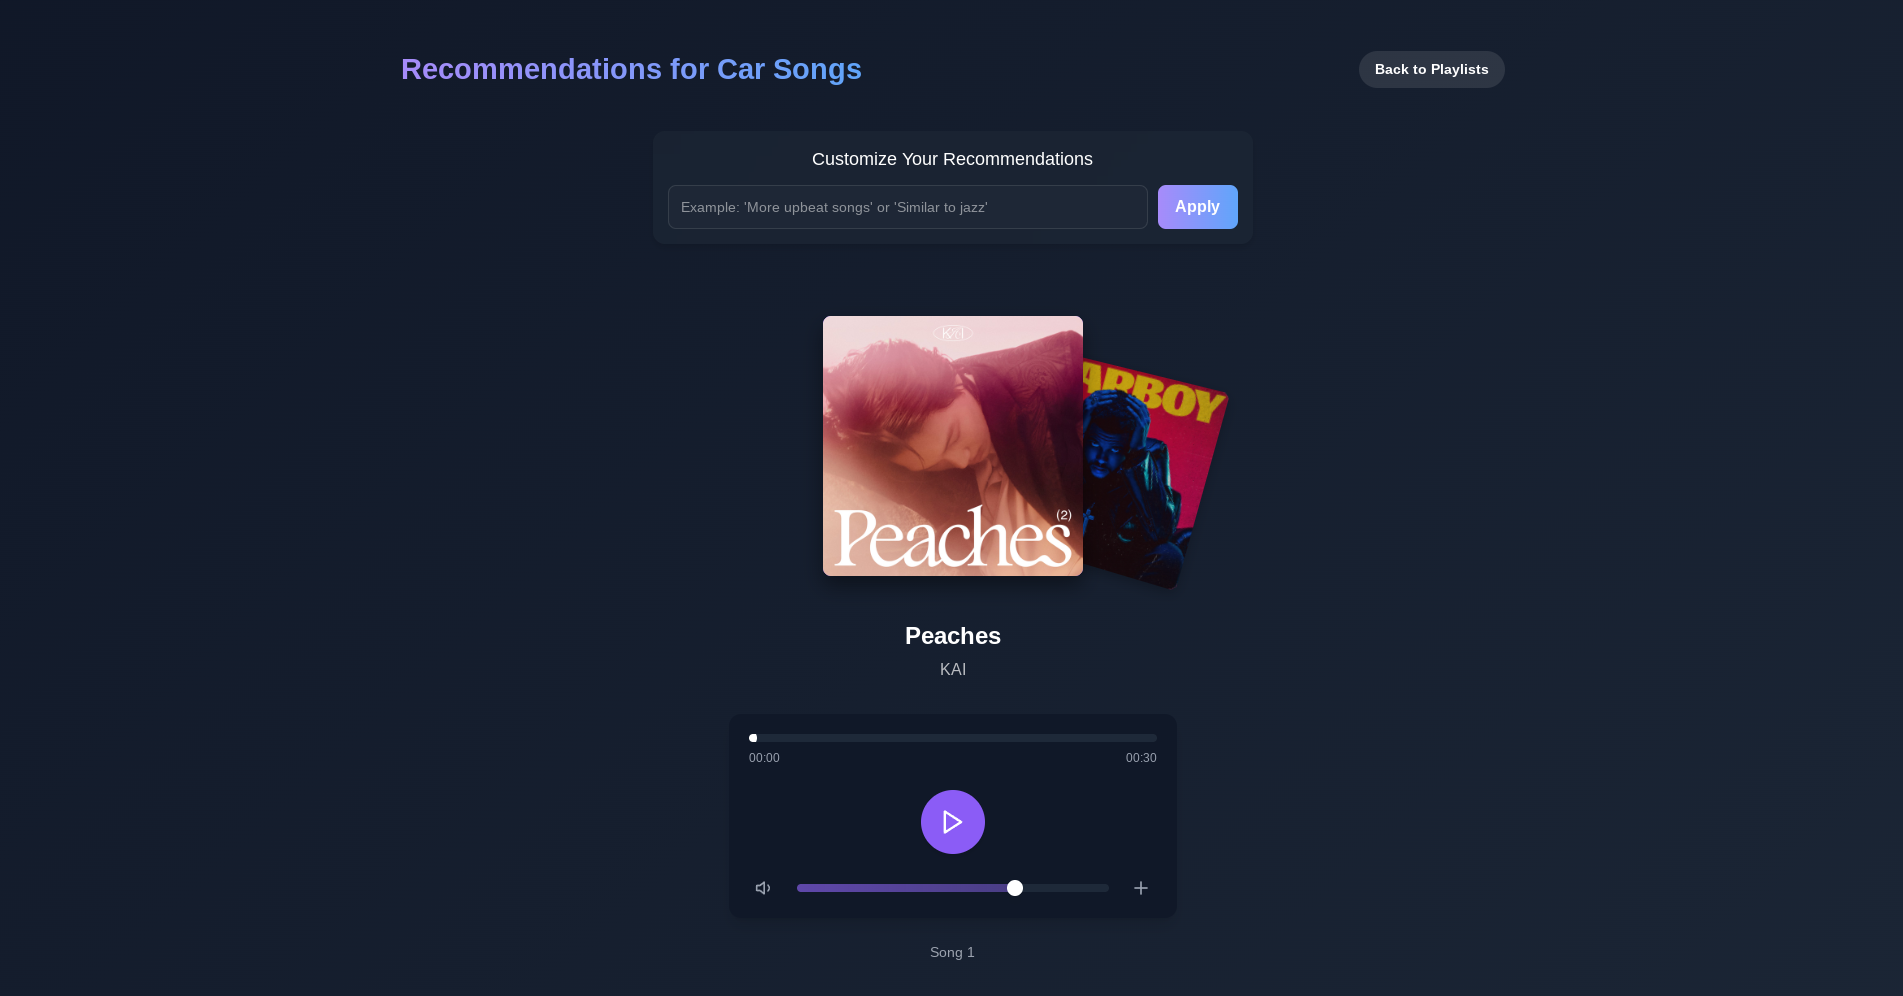 Recommendations for Car Songs
Back to Playlists
Customize Your Recommendations
Example: 'More upbeat songs' or 'Similar to jazz'
Apply
KAI
ARBOY
(2)
Peaches
Peaches
KAI
00:00
00:30
Song 1